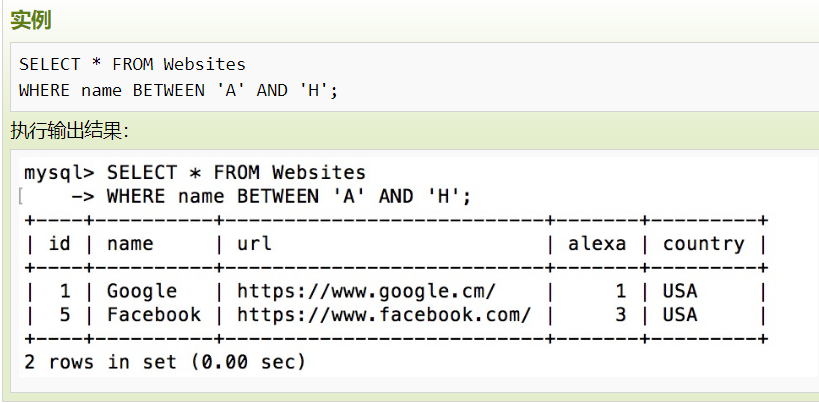 实例
SELECT * FROM Websites
WHERE name BETWEEN 'A' AND 'H';
执行输出结果：
mysql> SELECT * FROM Websites
[    -> WHERE name BETWEEN 'A' AND 'H';
+----+----------+---------------------------+-------+---------+
| id | name     | url                       | alexa | country |
+----+----------+---------------------------+-------+---------+
|  1 | Google   | https://www.google.cm/    |     1 | USA     |
|  5 | Facebook | https://www.facebook.com/ |     3 | USA     |
+----+----------+---------------------------+-------+---------+
2 rows in set (0.00 sec)